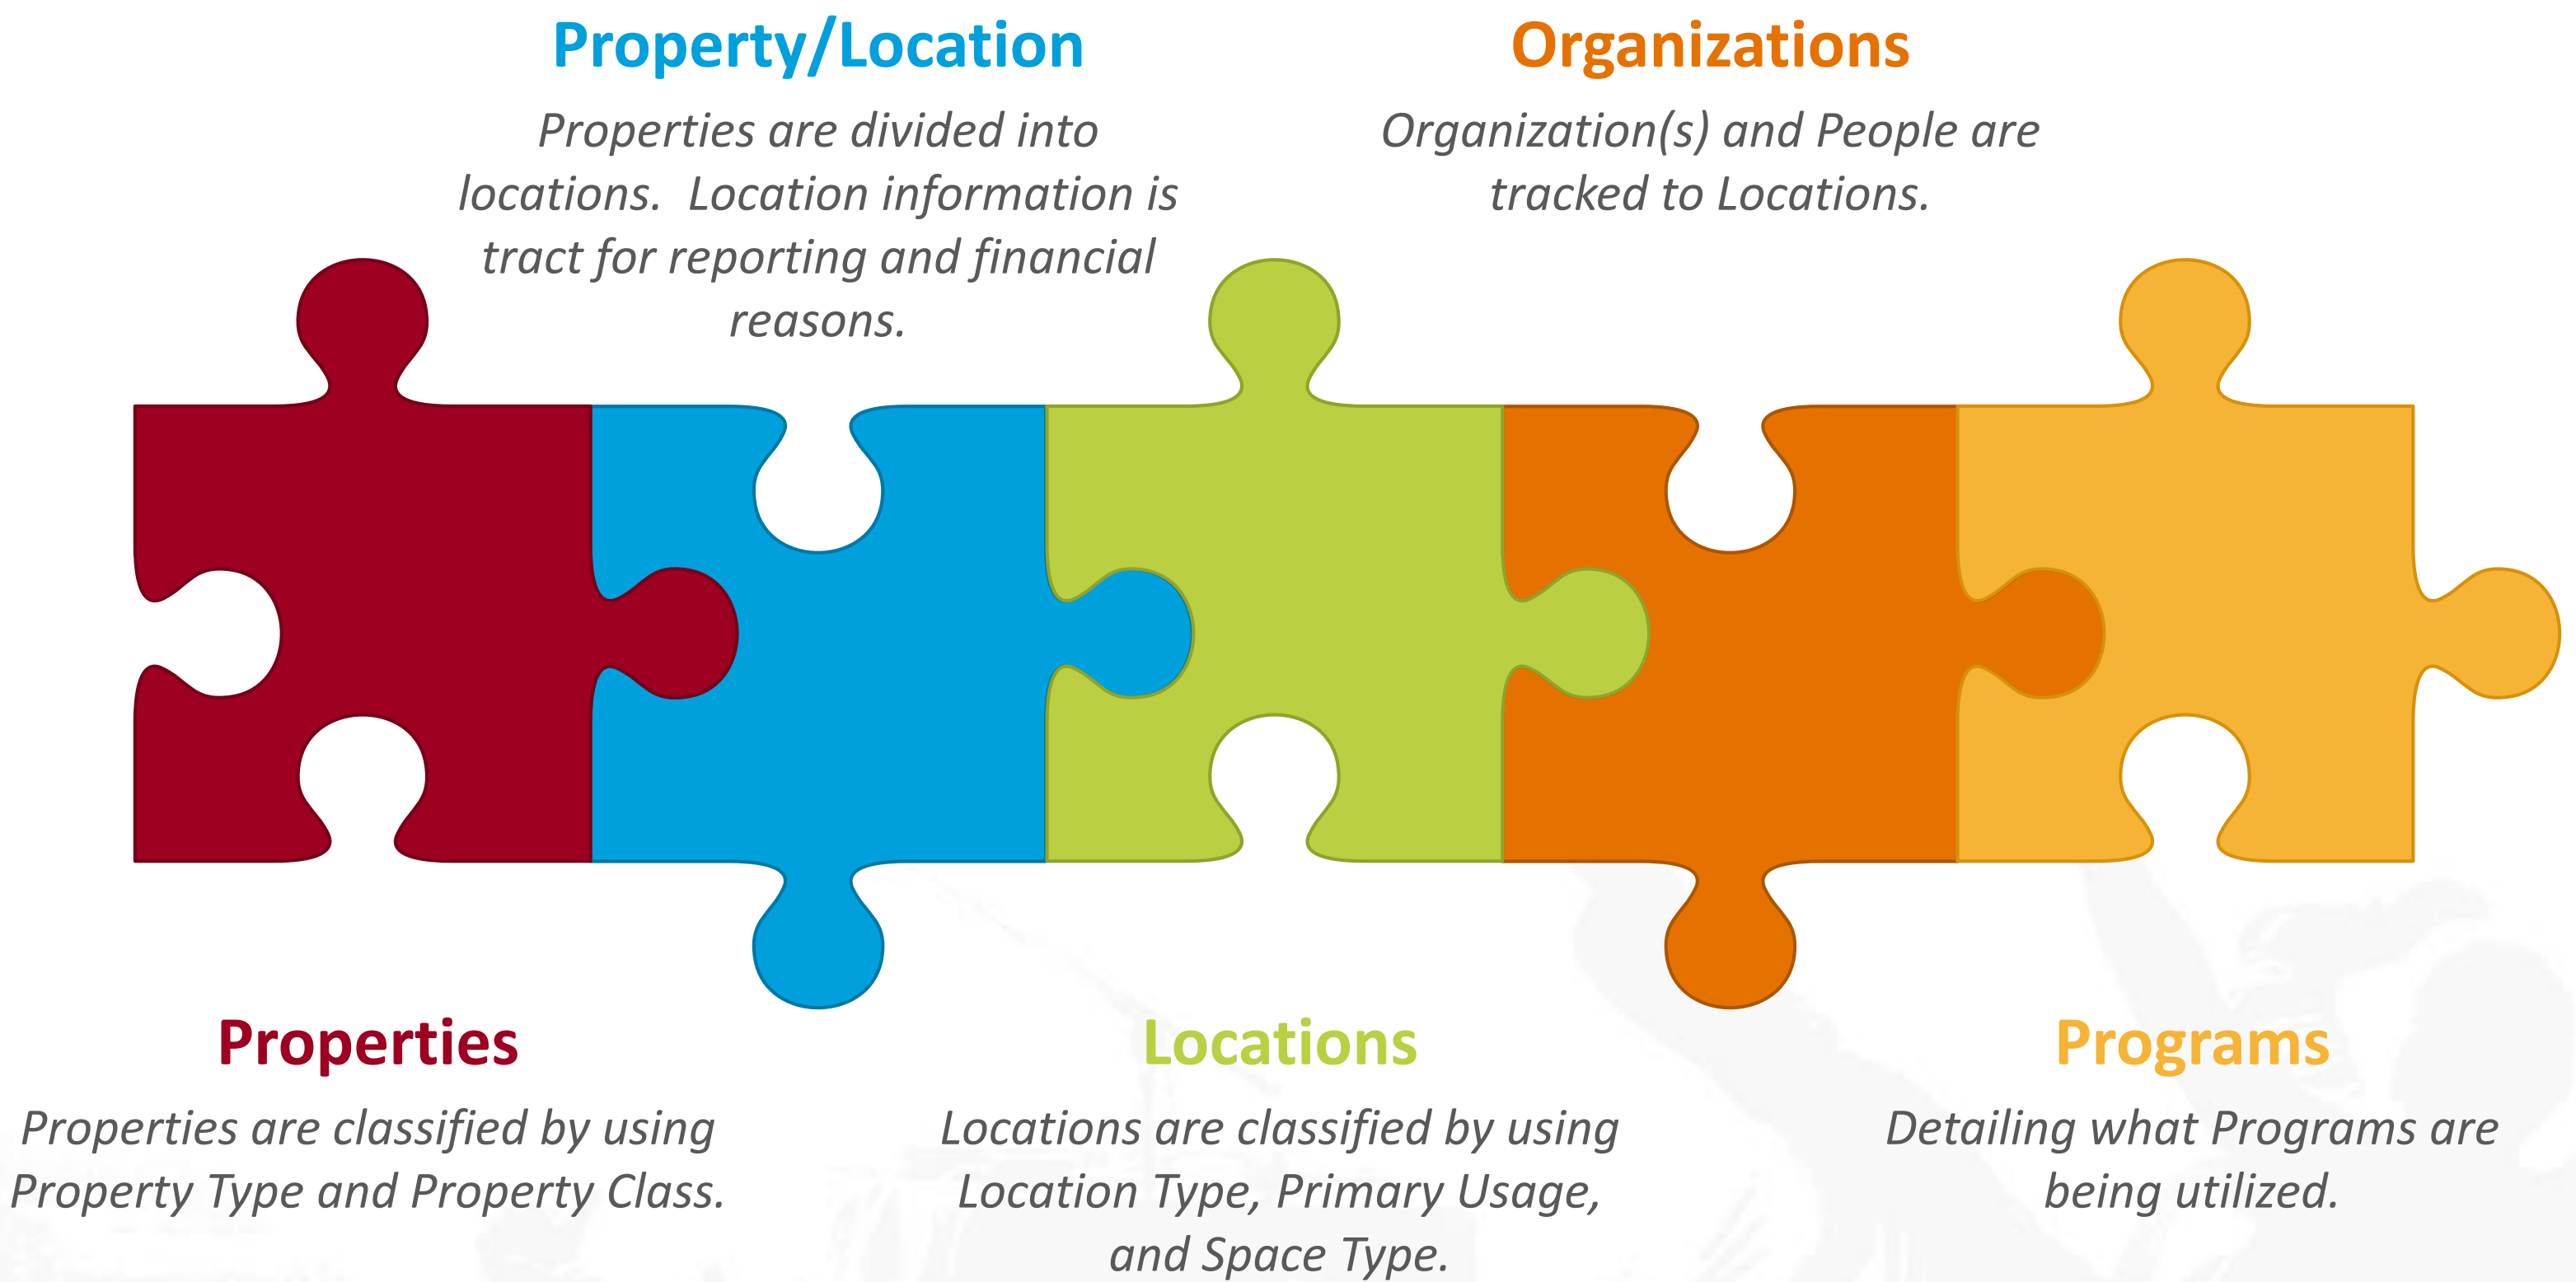 Property/Location
Properties are divided into
locations.  Location information is
tract for reporting and financial
reasons.
Organizations
Organization(s) and People are
tracked to Locations.
Properties
Properties are classified by using
Property Type and Property Class.
Locations
Locations are classified by using
Location Type, Primary Usage,
and Space Type.
Programs
Detailing what Programs are
being utilized.